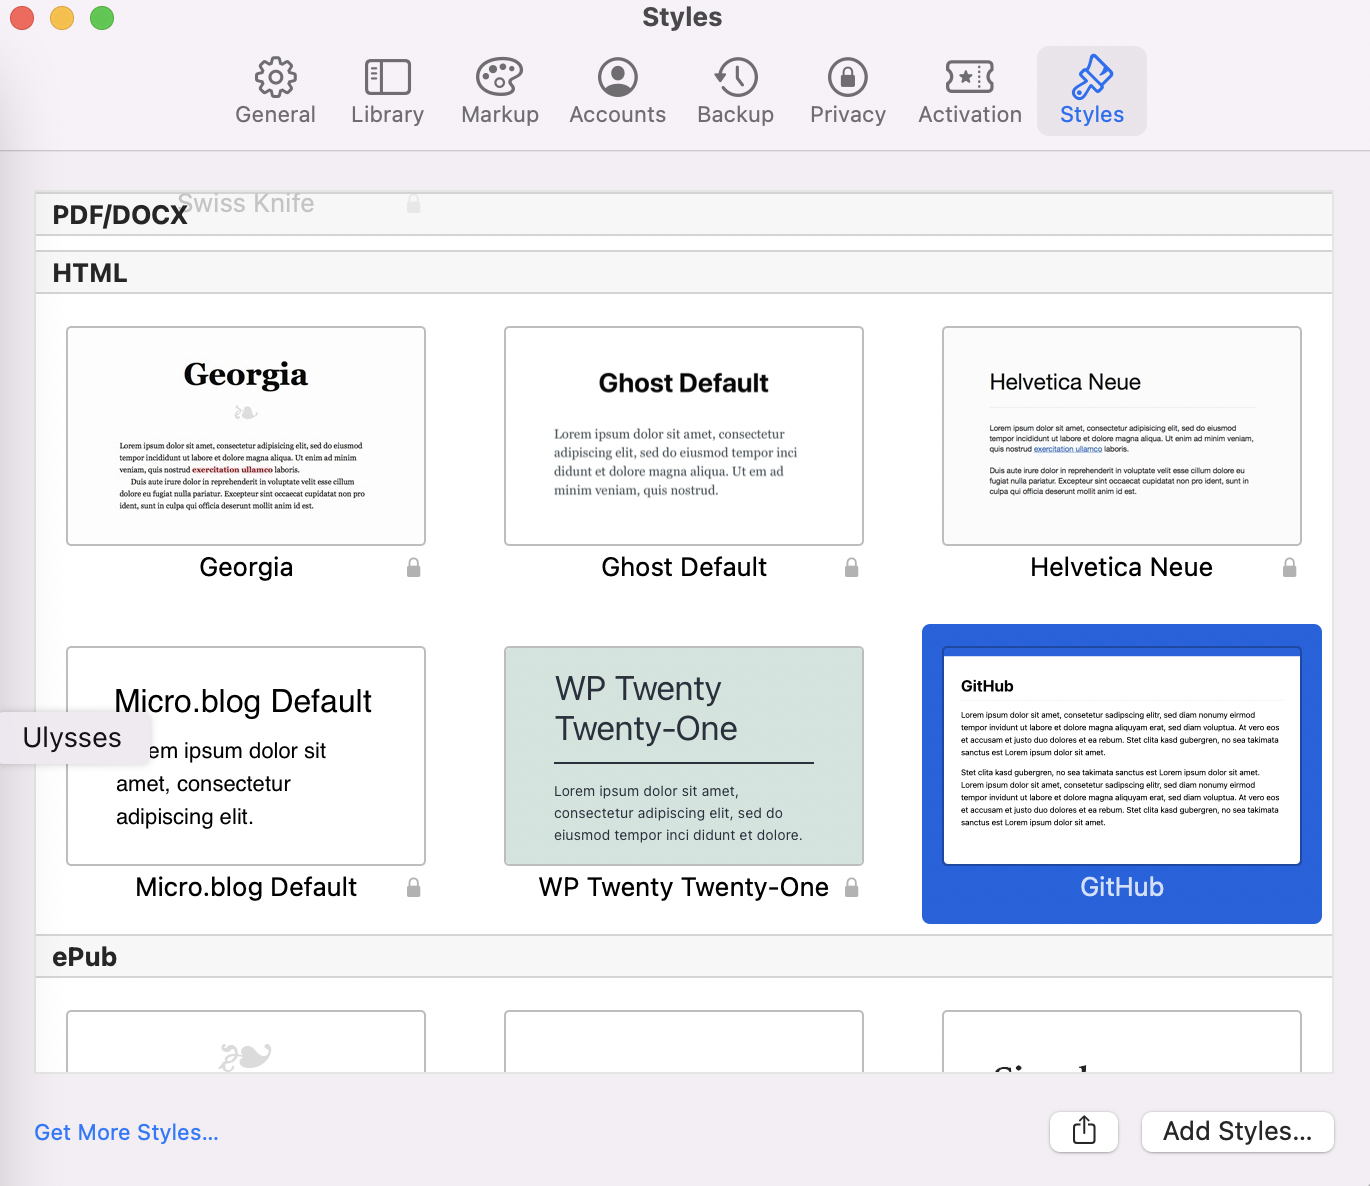 Styles
General
Library
Markup
Accounts
Backup
Privacy
Activation
Styles
Swiss Knife
PDF/DOCX
HTML
Georgia
Lorem ipsum dolor sit amet, consectetur adipisicing elit, sed do eiusmod
tempor incididunt ut labore et dolore magna aliqua. Ut enim ad minim
veniam, quis nostrud exercitation ullamco laboris.
Duis aute irure dolor in reprehenderit in voluptate velit esse cillum
dolore eu fugiat nulla pariatur. Excepteur sint occaecat cupidatat non pro
ident, sunt in culpa qui officia deserunt mollit anim id est.
Georgia
Ghost Default
Lorem ipsum dolor sit amet, consectetur
adipiscing elit, sed do eiusmod tempor inci
didunt et dolore magna aliqua. Ut em ad
minim veniam, quis nostrud.
Ghost Default
Helvetica Neue
Lorem ipsum dolor sit amet, consectetur adipisicing elit, sed do eiusmod
tempor incididunt ut labore et dolore magna aliqua. Ut enim ad minim veniam,
quis nostrud exercitation ullamco laboris.
Duis aute irure dolor in reprehenderit in voluptate velit esse cillum dolore eu
fugiat nulla pariatur. Excepteur sint occaecat cupidatat non pro ident, sunt in
culpa qui officia deserunt mollit anim id est.
Helvetica Neue
Micro.blog Default
em ipsum dolor sit
amet, consectetur
adipiscing elit.
Micro.blog Default
Ulysses
WP Twenty
Twenty-One
Lorem ipsum dolor sit amet,
consectetur adipiscing elit, sed do
eiusmod tempor inci didunt et dolore.
WP Twenty Twenty-One
GitHub
Lorem ipsum dolor sit amet, consetetur sadipscing elitr, sed diam nonumy eirmod
tempor invidunt ut labore et dolore magna aliquyam erat, sed diam voluptua. At vero eos
et accusam et justo duo dolores et ea rebum. Stet clita kasd gubergren, no sea takimata
sanctus est Lorem ipsum dolor sit amet.
Stet clita kasd gubergren, no sea takimata sanctus est Lorem ipsum dolor sit amet.
Lorem ipsum dolor sit amet, consetetur sadipscing elitr, sed diam nonumy eirmod
tempor invidunt ut labore et dolore magna aliquyam erat, sed diam voluptua. At vero eos
et accusam et justo duo dolores et ea rebum. Stet clita kasd gubergren, no sea takimata
sanctus est Lorem ipsum dolor sit amet.
GitHub
ePub
Get More Styles...
Add Styles...